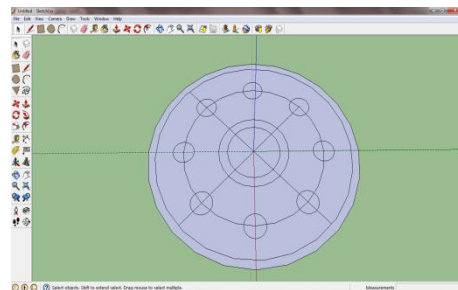 Untitled - SketchUp
File Edit View Camera Draw Tools Window Help
Select objects. Shift to extend select. Drag mouse to select multiple.
Measurements